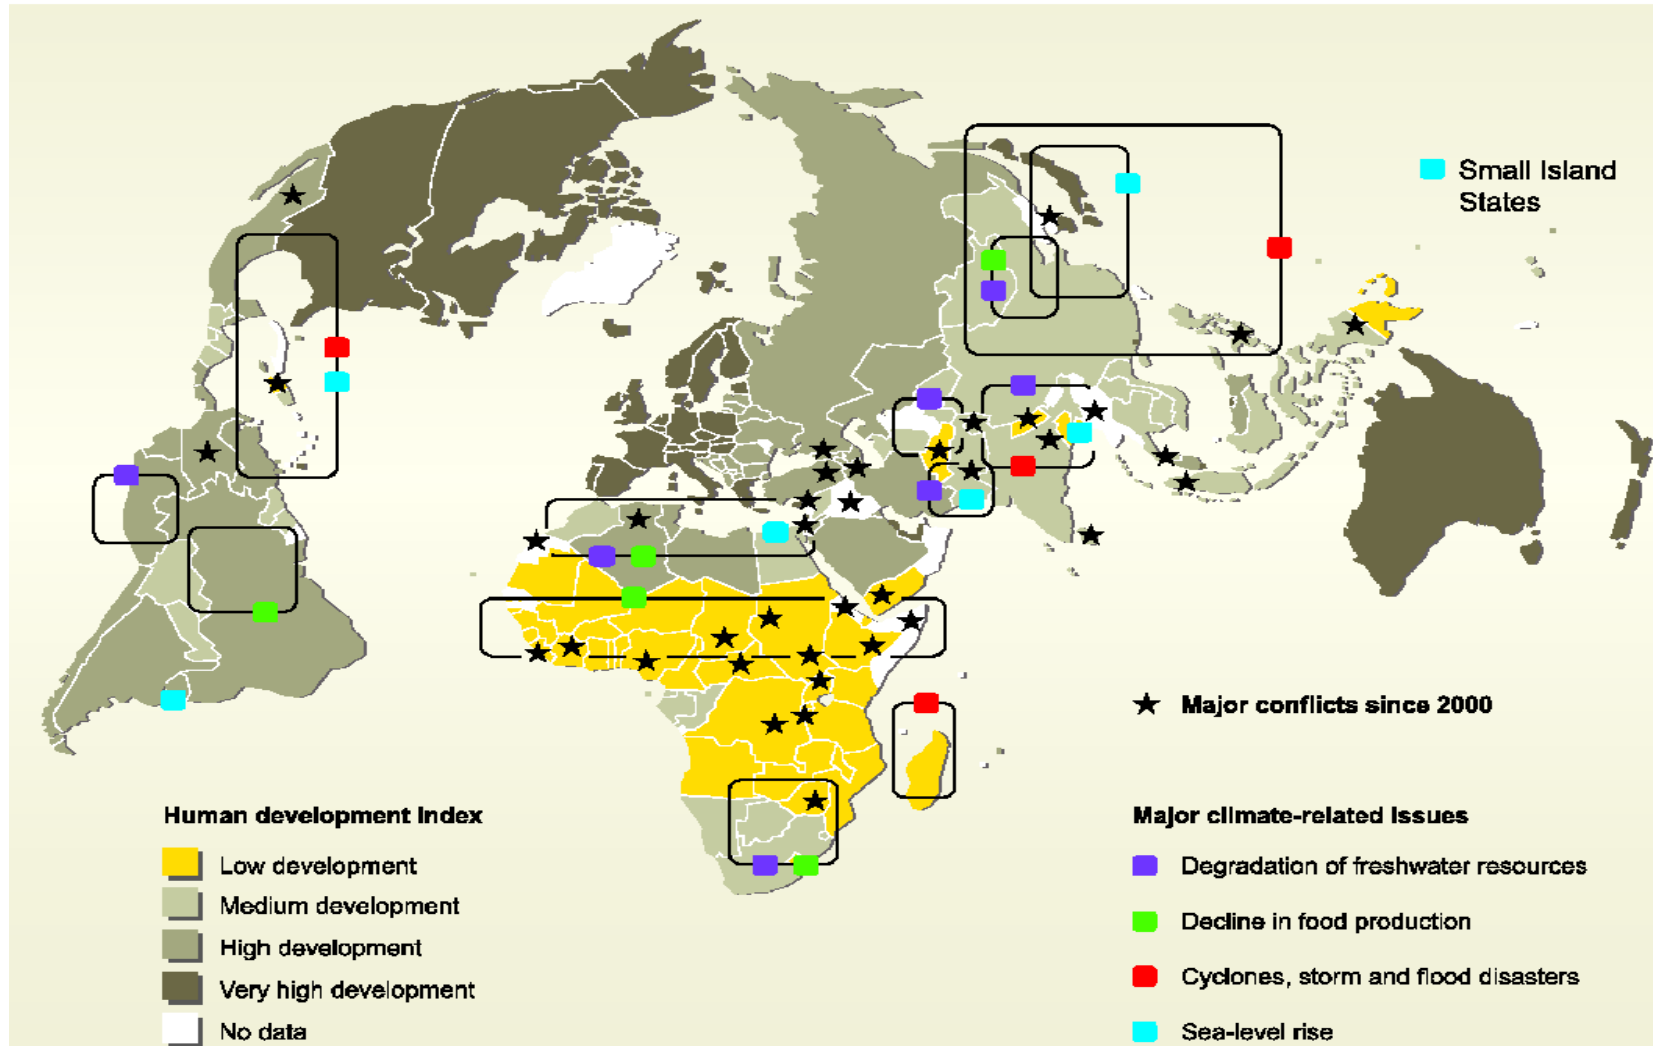 Small Island
States
Major conflicts since 2000
Human development Index
Low development
Medium development
High development
Very high development
No data
Major climate-related Issues
Degradation of freshwater resources
Decline in food production
Cyclones, storm and flood disasters
Sea-level rise